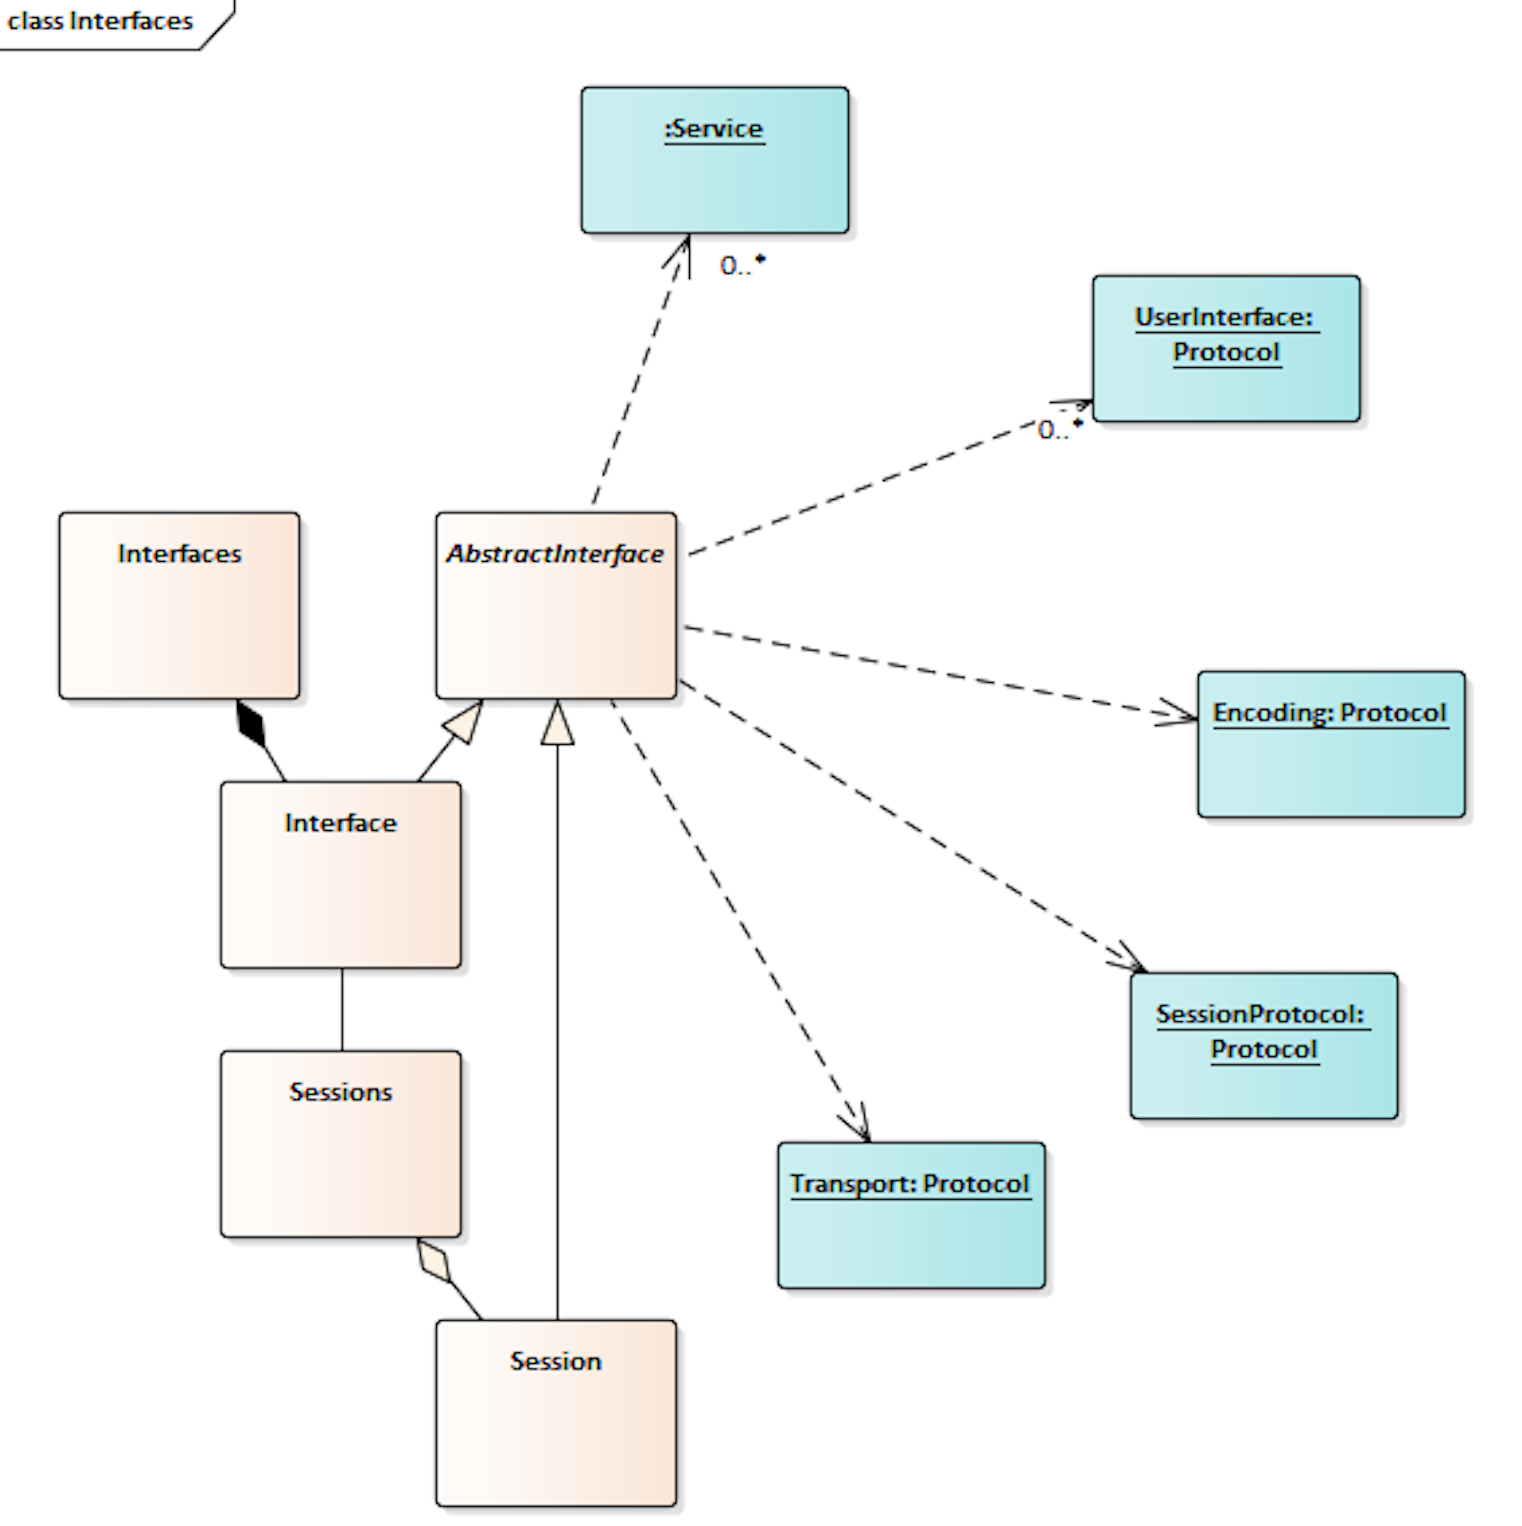 class Interfaces
:Service
0..*
UserInterface:
Protocol
0..*
Interfaces
AbstractInterface
Encoding: Protocol
Interface
SessionProtocol:
Protocol
Sessions
Transport: Protocol
Session